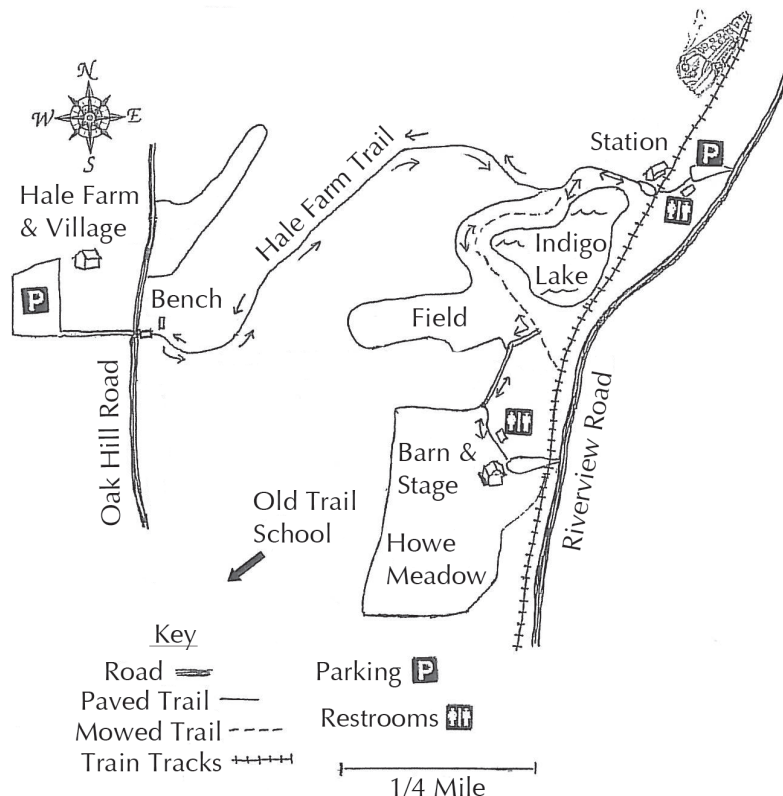 N
W
E
S
Station
P
Hale Farm
& Village
Hale Farm Trail
Indigo
Lake
P
Bench
Field
Oak Hill Road
Barn &
Stage
Riverview Road
Old Trail
School
Howe
Meadow
Key
Road
Parking P
Paved Trail
Mowed Trail
Restrooms
Train Tracks
1/4 Mile